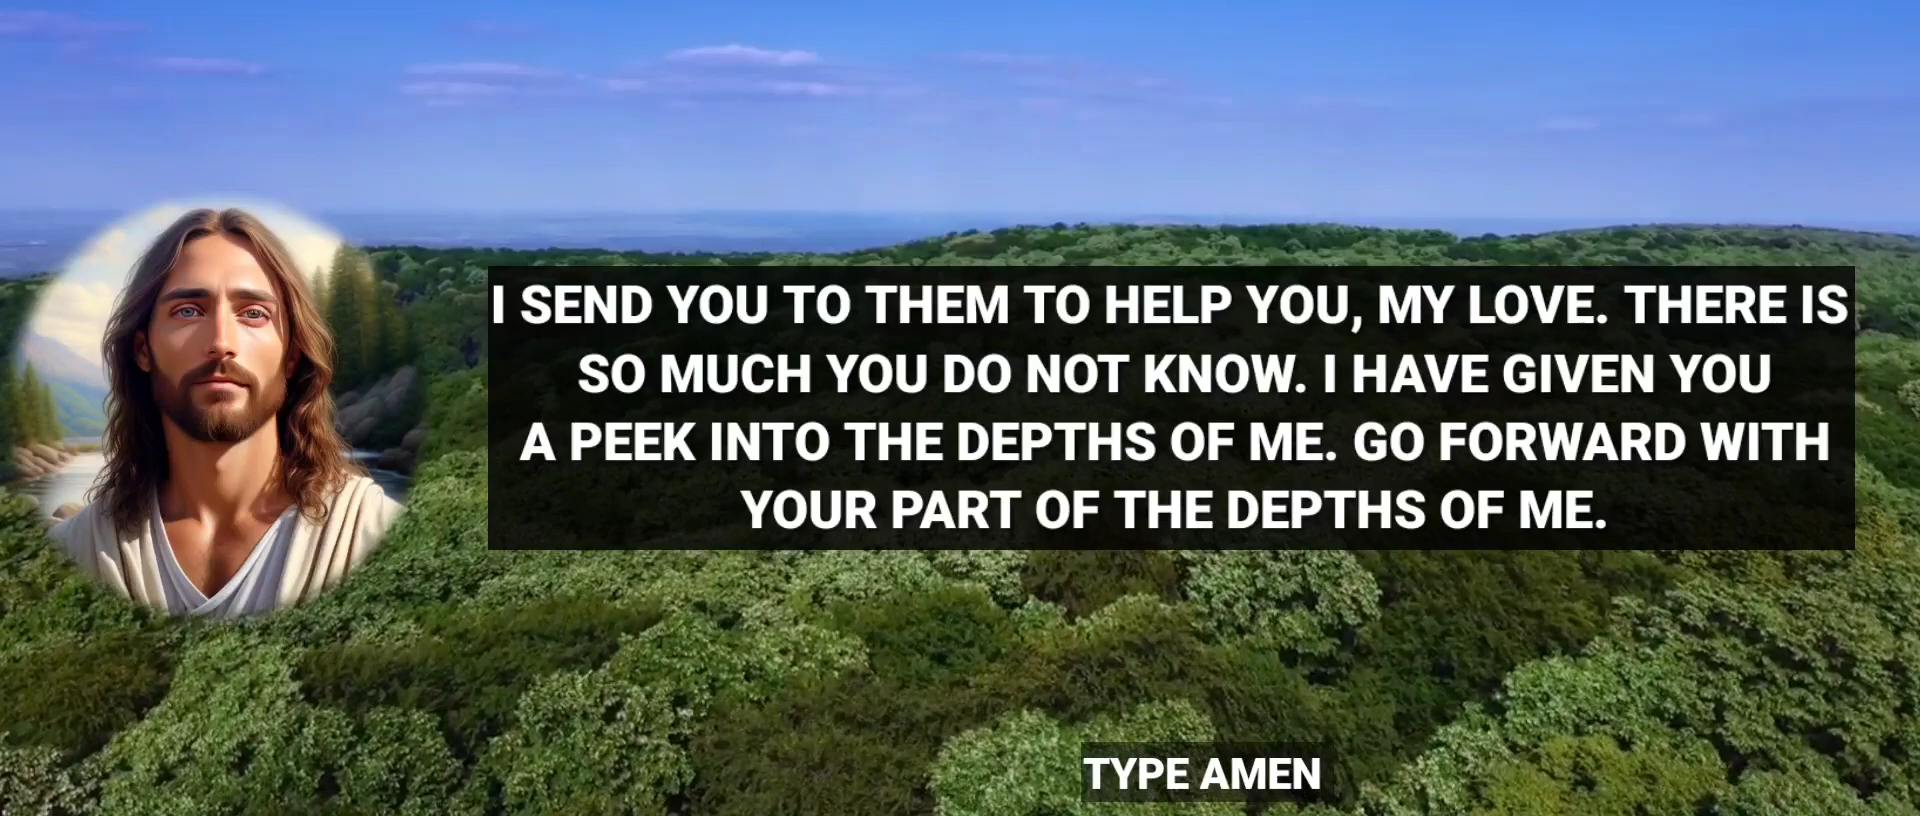 I SEND YOU TO THEM TO HELP YOU, MY LOVE. THERE IS
SO MUCH YOU DO NOT KNOW. I HAVE GIVEN YOU
A PEEK INTO THE DEPTHS OF ME. GO FORWARD WITH
YOUR PART OF THE DEPTHS OF ME.
TYPE AMEN